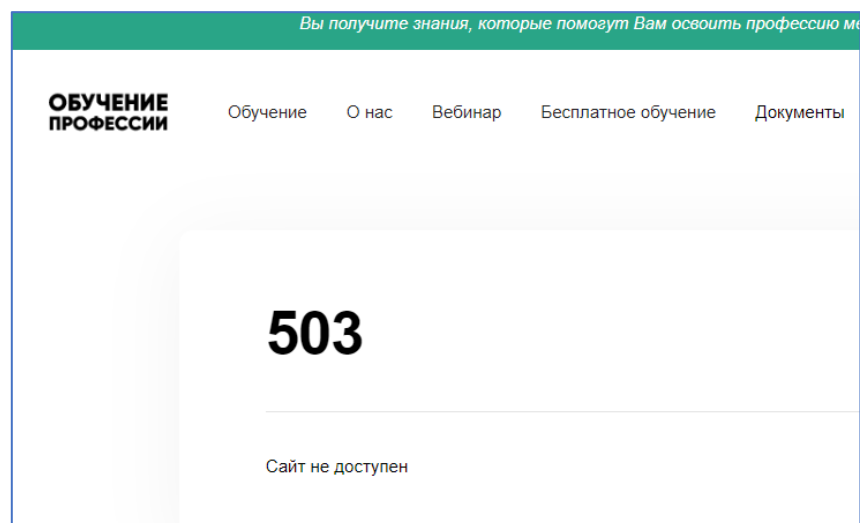 Вы получите знания, которые помогут Вам освоить профессию
ОБУЧЕНИЕ
ПРОФЕССИИ
Обучение О нас Вебинар Бесплатное обучение Документы
503
Сайт не доступен